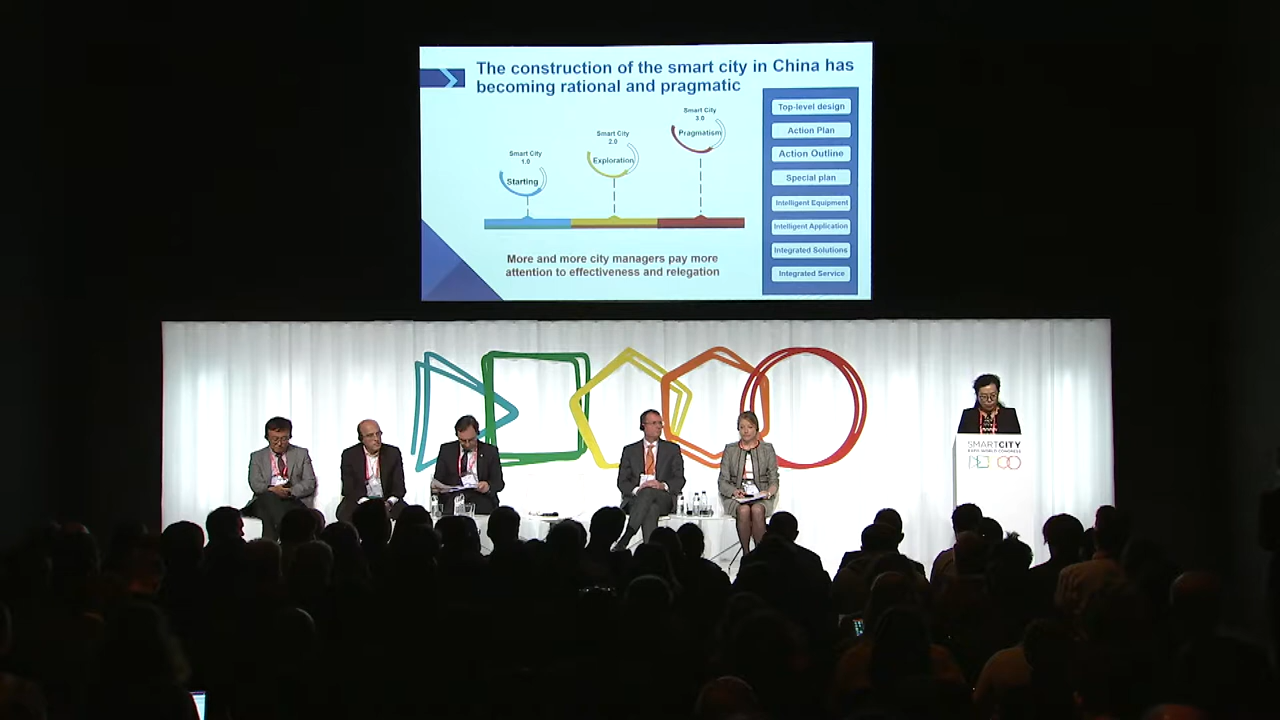 The construction of the smart city in China has
becoming rational and pragmatic
Smart City
1.0
Starting
Smart City
2.0
Exploration
Smart City
3.0
Pragmatism
More and more city managers pay more
attention to effectiveness and relegation
Top-level design
Action Plan
Action Outline
Special plan
Intelligent Equipment
Intelligent Application
Integrated Solutions
Integrated Service
SMARTCITY
EXPO WORLD CONGRESS